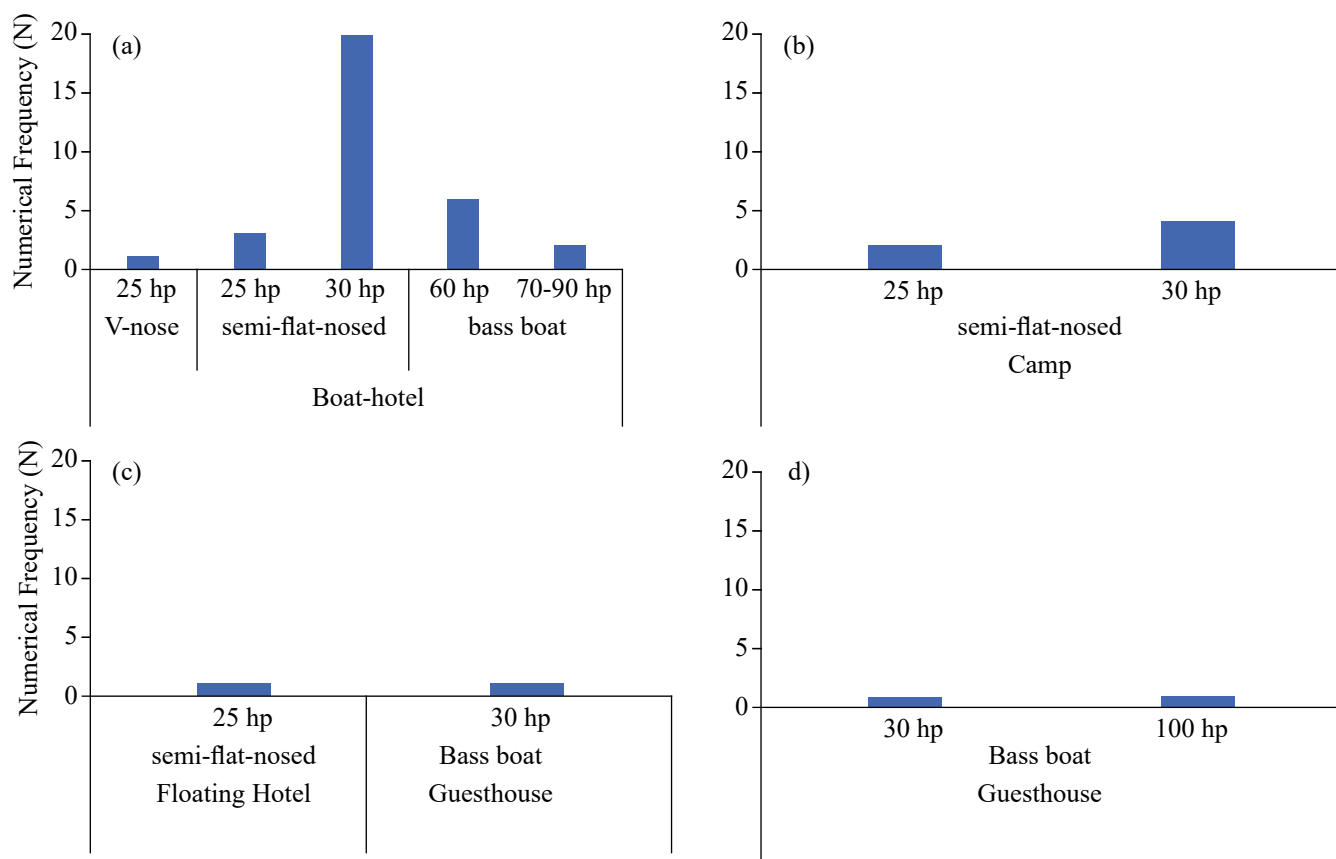 Numerical Frequency (N)
20
15
10
5
0
(a)
25 hp 25 hp 30 hp 60 hp 70-90 hp
V-nose semi-flat-nosed bass boat
Boat-hotel
20
15
10
5
0
(b)
25 hp 30 hp
semi-flat-nosed
Camp
Numerical Frequency (N)
20
15
10
5
0
(c)
25 hp 30 hp
semi-flat-nosed Bass boat
Floating Hotel Guesthouse
20
15
10
5
0
d)
30 hp 100 hp
Bass boat
Guesthouse